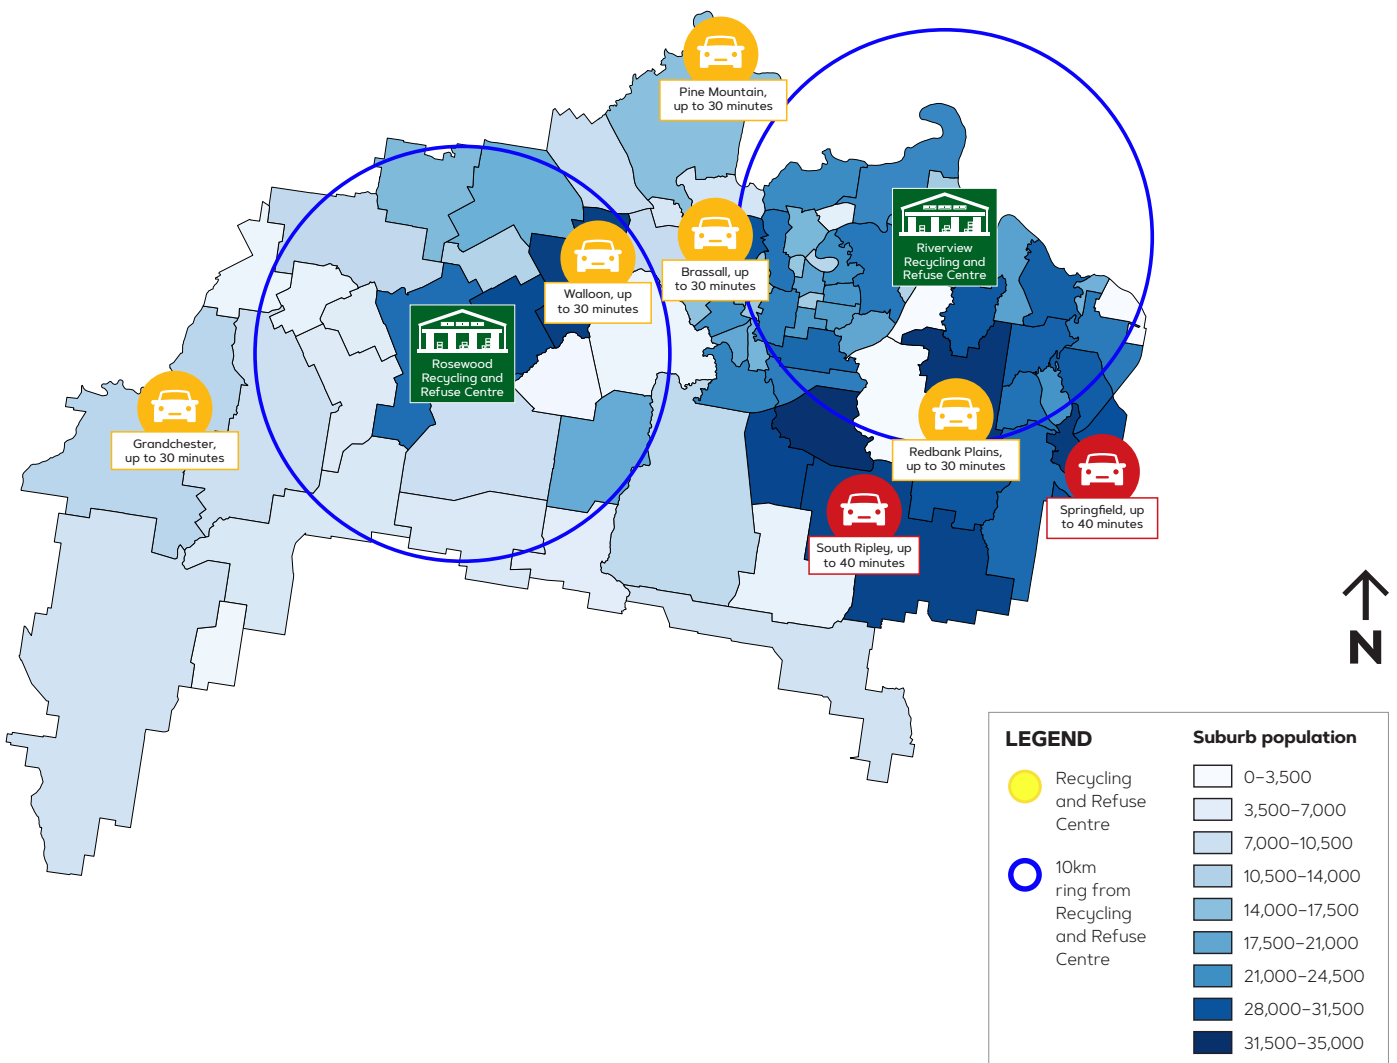 Pine Mountain,
up to 30 minutes
Riverview
Recycling and
Refuse Centre
Brassall, up
to 30 minutes
Walloon, up
to 30 minutes
Rosewood
Recycling and
Refuse Centre
Grandchester,
up to 30 minutes
Redbank Plains,
up to 30 minutes
Springfield, up
to 40 minutes
South Ripley, up
to 40 minutes
N
LEGEND
Recycling
and Refuse
Centre
10km
ring from
Recycling
and Refuse
Centre
Suburb population
0–3,500
3,500–7,000
7,000–10,500
10,500–14,000
14,000–17,500
17,500–21,000
21,000–24,500
28,000–31,500
31,500–35,000